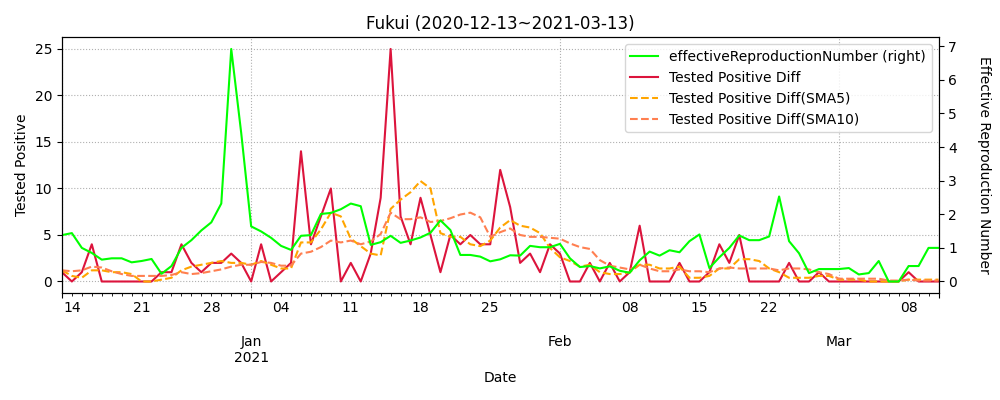 Fukui (2020-12-13~2021-03-13)
effectiveReproductionNumber (right)
Tested Positive Diff
Tested Positive Diff(SMA5)
Tested Positive Diff(SMA10)
Tested Positive
25
20
15
10
5
0
7
6
5
4
3
2
1
0
Effective Reproduction Number
14 21 28 04 11 18 25 08 15 22 08
Jan Feb Mar
2021
Date